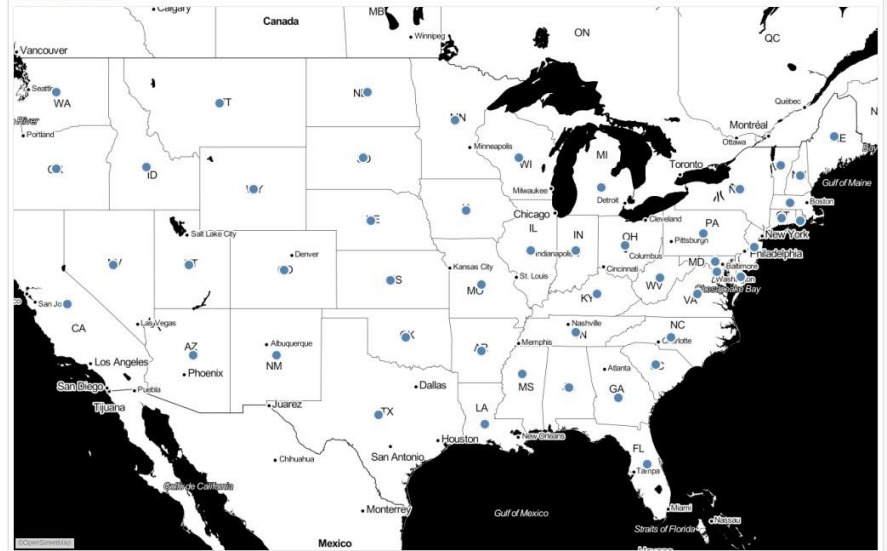 Calgary
Canada
MB
Winnipeg
ON
QC
Vancouver
Seattle
WA
Portland
ID
Minneapolis
WI
MI
Milwaukee
Detroit
Chicago
Toronto
Ottawa
Montréal
Québec
N
Gulf of Maine
Boston
New York
Philadelphia
PA
Pittsburgh
Cleveland
OH
Columbus
Cincinnati
IN
Indianapolis
IL
St. Louis
Kansas City
Salt Lake City
Denver
MD
Baltimore
WV
VA
Chesapeake Bay
KY
San Jo
CA
Las Vegas
Los Angeles
San Diego
Tijuana
Puebla
AZ
Phoenix
Albuquerque
NM
Juarez
Nashville
Memphis
NC
Charlotte
MS
Atlanta
GA
Dallas
TX
LA
Houston
New Orleans
San Antonio
Chihuahua
Monterrey
Golfo de California
Gulf of Mexico
Mexico
FL
Tampa
Miami
Nassau
Straits of Florida
©OpenStreetMap